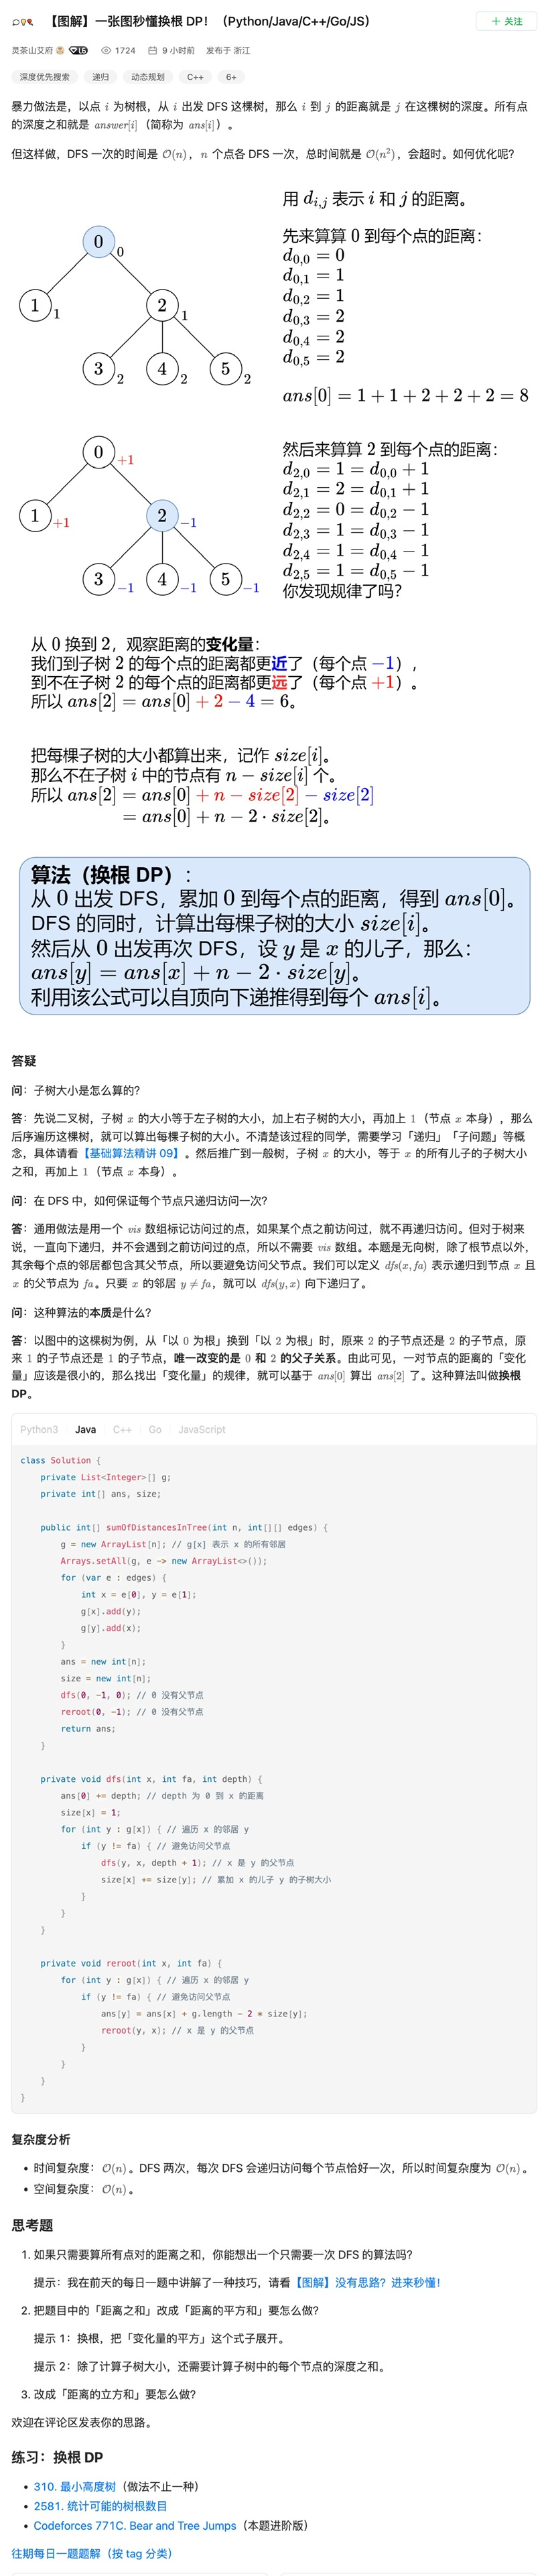 【图解】一张图秒懂换根 DP！（Python/Java/C++/Go/JS）
+ 关注
灵茶山艾府
1724
9 小时前
发布于 浙江
深度优先搜索
递归
动态规划
C++
6+
暴力做法是，以点 i 为树根，从 i 出发 DFS 这棵树，那么 i 到 j 的距离就是 j 在这棵树的深度。所有点
的深度之和就是 answer[i]（简称为 ans[i]）。
但这样做，DFS 一次的时间是 O(n)，n 个点各 DFS 一次，总时间就是 O(n²)，会超时。如何优化呢？
0
0
1
1
2
1
3
2
4
2
5
2
用 d_{i,j} 表示 i 和 j 的距离。
先来算算 0 到每个点的距离：
d_{0,0} = 0
d_{0,1} = 1
d_{0,2} = 1
d_{0,3} = 2
d_{0,4} = 2
d_{0,5} = 2
ans[0] = 1 + 1 + 2 + 2 + 2 = 8
0
+1
1
+1
2
−1
3
−1
4
−1
5
−1
然后来算算 2 到每个点的距离：
d_{2,0} = 1 = d_{0,0} + 1
d_{2,1} = 2 = d_{0,1} + 1
d_{2,2} = 0 = d_{0,2} − 1
d_{2,3} = 1 = d_{0,3} − 1
d_{2,4} = 1 = d_{0,4} − 1
d_{2,5} = 1 = d_{0,5} − 1
你发现规律了吗？
从 0 换到 2，观察距离的变化量：
我们到子树 2 的每个点的距离都更近了（每个点 −1），
到不在子树 2 的每个点的距离都更远了（每个点 +1）。
所以 ans[2] = ans[0] + 2 − 4 = 6。
把每棵子树的大小都算出来，记作 size[i]。
那么不在子树 i 中的节点有 n − size[i] 个。
所以 ans[2] = ans[0] + n − size[2] − size[2]
= ans[0] + n − 2 · size[2]。
算法（换根 DP）：
从 0 出发 DFS，累加 0 到每个点的距离，得到 ans[0]。
DFS 的同时，计算出每棵子树的大小 size[i]。
然后从 0 出发再次 DFS，设 y 是 x 的儿子，那么：
ans[y] = ans[x] + n − 2 · size[y]。
利用该公式可以自顶向下递推得到每个 ans[i]。
答疑
问：子树大小是怎么算的？
答：先说二叉树，子树 x 的大小等于左子树的大小，加上右子树的大小，再加上 1（节点 x 本身），那么
后序遍历这棵树，就可以算出每棵子树的大小。不清楚该过程的同学，需要学习「递归」「子问题」等概
念，具体请看【基础算法精讲 09】。然后推广到一般树，子树 x 的大小，等于 x 的所有儿子的子树大小
之和，再加上 1（节点 x 本身）。
问：在 DFS 中，如何保证每个节点只递归访问一次？
答：通用做法是用一个 vis 数组标记访问过的点，如果某个点之前访问过，就不再递归访问。但对于树来
说，一直向下递归，并不会遇到之前访问过的点，所以不需要 vis 数组。本题是无向树，除了根节点以外，
其余每个点的邻居都包含其父节点，所以要避免访问父节点。我们可以定义 dfs(x, fa) 表示递归到节点 x 且
x 的父节点为 fa。只要 x 的邻居 y ≠ fa，就可以 dfs(y, x) 向下递归了。
问：这种算法的本质是什么？
答：以图中的这棵树为例，从「以 0 为根」换到「以 2 为根」时，原来 2 的子节点还是 2 的子节点，原
来 1 的子节点还是 1 的子节点，唯一改变的是 0 和 2 的父子关系。由此可见，一对节点的距离的「变化
量」应该是很小的，那么找出「变化量」的规律，就可以基于 ans[0] 算出 ans[2] 了。这种算法叫做换根
DP。
Python3
Java
C++
Go
JavaScript
class Solution {
private List<Integer>[] g;
private int[] ans, size;
public int[] sumOfDistancesInTree(int n, int[][] edges) {
g = new ArrayList[n]; // g[x] 表示 x 的所有邻居
Arrays.setAll(g, e -> new ArrayList<>());
for (var e : edges) {
int x = e[0], y = e[1];
g[x].add(y);
g[y].add(x);
}
ans = new int[n];
size = new int[n];
dfs(0, -1, 0); // 0 没有父节点
reroot(0, -1); // 0 没有父节点
return ans;
}
private void dfs(int x, int fa, int depth) {
ans[0] += depth; // depth 为 0 到 x 的距离
size[x] = 1;
for (int y : g[x]) { // 遍历 x 的邻居 y
if (y != fa) { // 避免访问父节点
dfs(y, x, depth + 1); // x 是 y 的父节点
size[x] += size[y]; // 累加 x 的儿子 y 的子树大小
}
}
}
private void reroot(int x, int fa) {
for (int y : g[x]) { // 遍历 x 的邻居 y
if (y != fa) { // 避免访问父节点
ans[y] = ans[x] + g.length - 2 * size[y];
reroot(y, x); // x 是 y 的父节点
}
}
}
}
复杂度分析
• 时间复杂度：O(n)。DFS 两次，每次 DFS 会递归访问每个节点恰好一次，所以时间复杂度为 O(n)。
• 空间复杂度：O(n)。
思考题
1. 如果只需要算所有点对的距离之和，你能想出一个只需要一次 DFS 的算法吗？
提示：我在前天的每日一题中讲解了一种技巧，请看【图解】没有思路？进来秒懂！
2. 把题目中的「距离之和」改成「距离的平方和」要怎么做？
提示 1：换根，把「变化量的平方」这个式子展开。
提示 2：除了计算子树大小，还需要计算子树中的每个节点的深度之和。
3. 改成「距离的立方和」要怎么做？
欢迎在评论区发表你的思路。
练习：换根 DP
• 310. 最小高度树（做法不止一种）
• 2581. 统计可能的树根数目
• Codeforces 771C. Bear and Tree Jumps（本题进阶版）
往期每日一题题解（按 tag 分类）